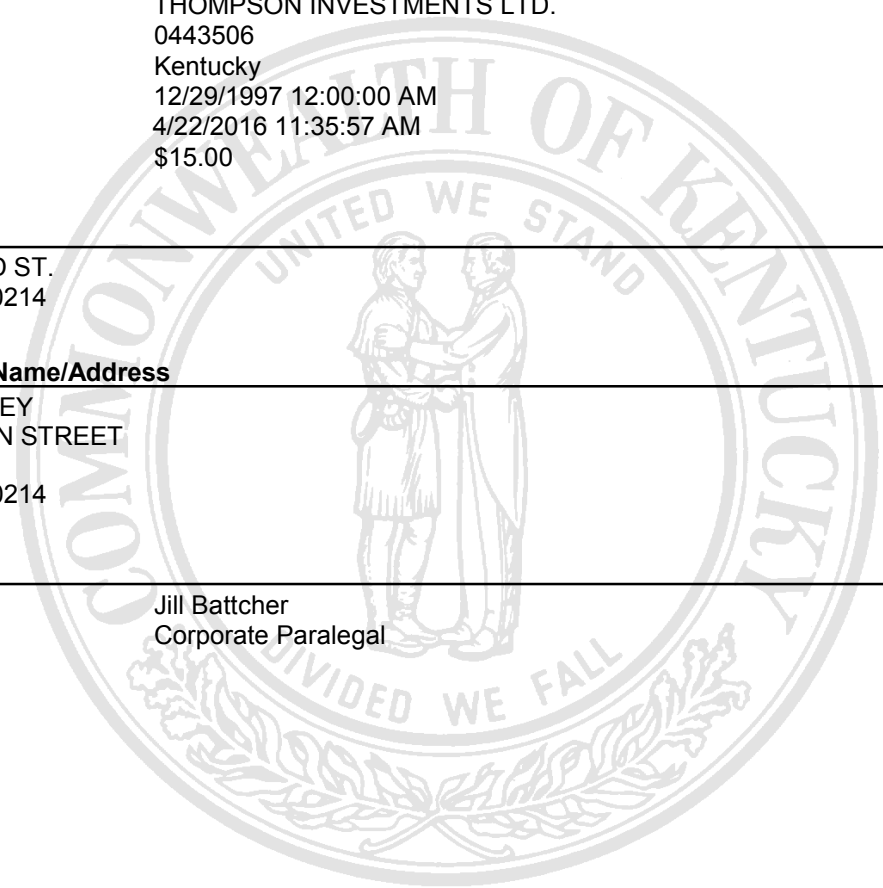 THOMPSON INVESTMENTS LTD.
0443506
Kentucky
12/29/1997 12:00:00 AM
4/22/2016 11:35:57 AM
$15.00
COMMONWEALTH OF KENTUCKY
UNITED WE STAND
ST.
0214
Name/Address
EY
N STREET
0214
Jill Battcher
Corporate Paralegal
DIVIDED WE FALL